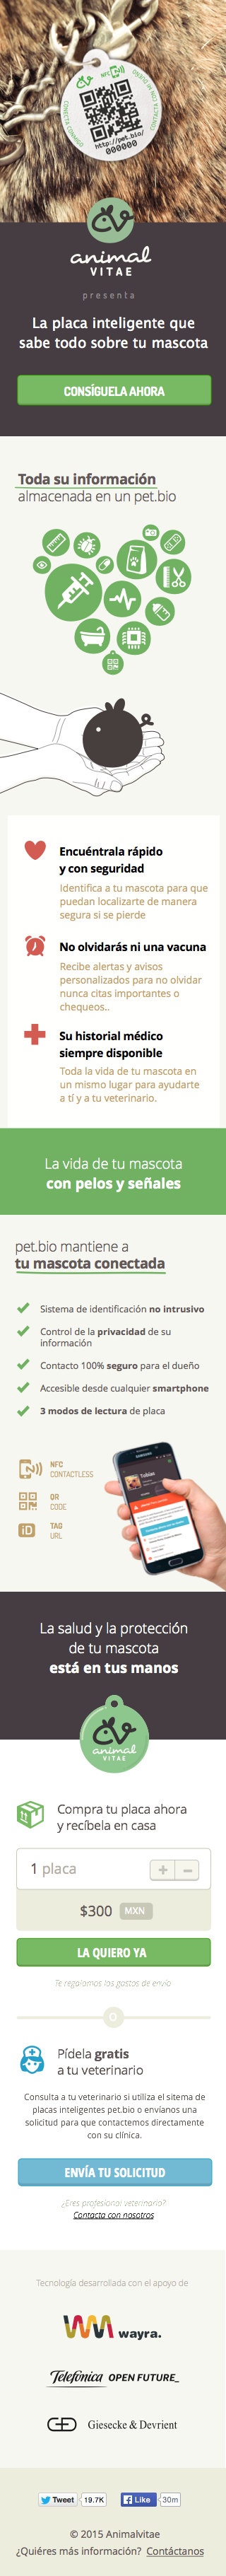 NFC
CONECTA CON MI DUEÑO
http://pet.bio/
000000
animal
VITAE
presenta
La placa inteligente que
sabe todo sobre tu mascota
CONSÍGUELA AHORA
Toda su información
almacenada en un pet.bio
Encuéntrala rápido
y con seguridad
Identifica a tu mascota para que
puedan localizarte de manera
segura si se pierde
No olvidarás ni una vacuna
Recibe alertas y avisos
personalizados para no olvidar
nunca citas importantes o
chequeos..
Su historial médico
siempre disponible
Toda la vida de tu mascota en
un mismo lugar para ayudarte
a tí y a tu veterinario.
La vida de tu mascota
con pelos y señales
pet.bio mantiene a
tu mascota conectada
Sistema de identificación no intrusivo
Control de la privacidad de su
información
Contacto 100% seguro para el dueño
Accesible desde cualquier smartphone
3 modos de lectura de placa
NFC
CONTACTLESS
QR
CODE
iD
TAG
URL
La salud y la protección
de tu mascota
está en tus manos
animal
VITAE
Compra tu placa ahora
y recíbela en casa
1 placa
+ −
$300 MXN
LA QUIERO YA
Te regalamos los gastos de envío
O
Pídela gratis
a tu veterinario
Consulta a tu veterinario si utiliza el sitema de
placas inteligentes pet.bio o envíanos una
solicitud para que contactemos directamente
con su clínica.
ENVÍA TU SOLICITUD
¿Eres profesional veterinario?
Contacta con nosotros
Tecnología desarrollada con el apoyo de
wayra.
Telefónica OPEN FUTURE_
Giesecke & Devrient
Tweet 19.7K Like 30m
© 2015 Animalvitae
¿Quiéres más información? Contáctanos